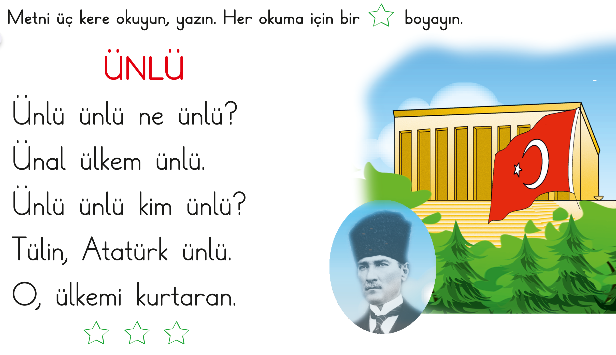 Metni üç kere okuyun, yazın. Her okuma için bir boyayın.
ÜNLÜ
Ünlü ünlü ne ünlü?
Ünal ülkem ünlü.
Ünlü ünlü kim ünlü?
Tülin, Atatürk ünlü.
O, ülkemi kurtaran.